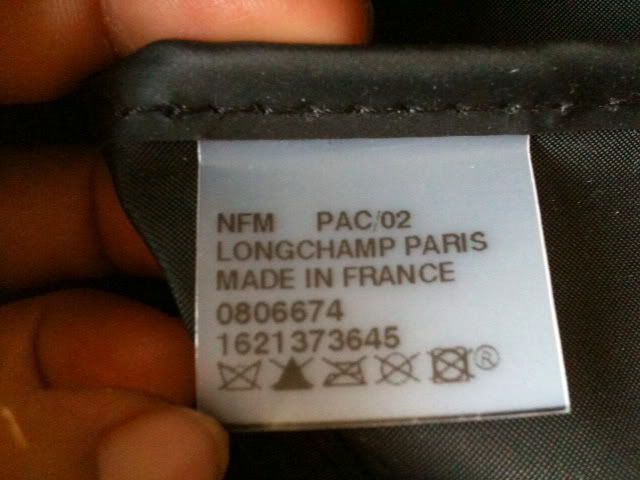 NFM PAC/02
LONGCHAMP PARIS
MADE IN FRANCE
0806674
1621373645
®